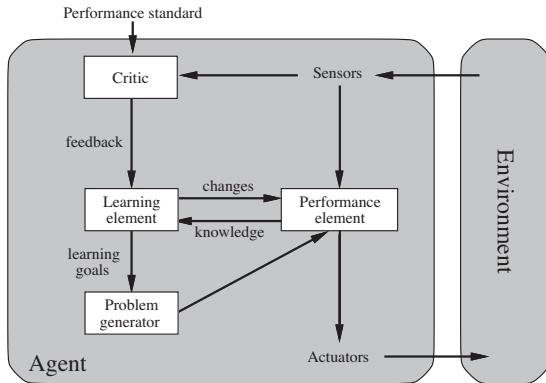 Performance standard
Critic
Sensors
feedback
changes
Learning
element
Performance
element
knowledge
learning
goals
Problem
generator
Agent
Actuators
Environment